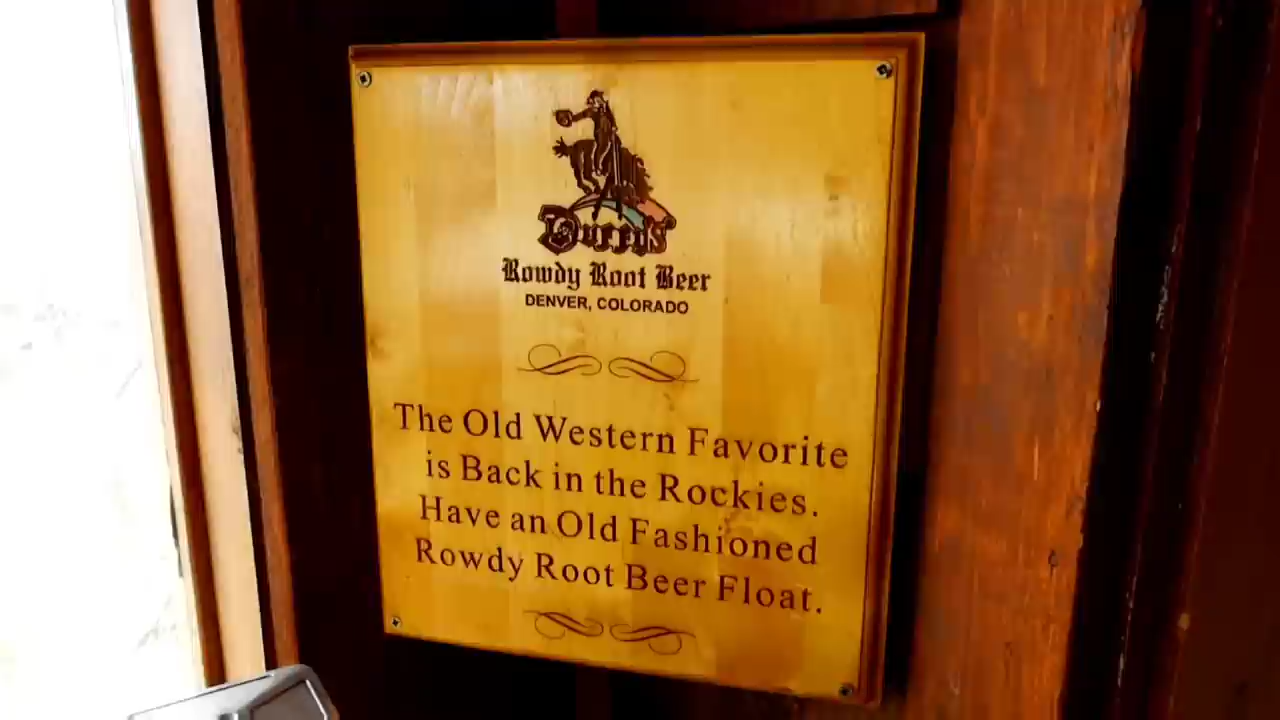 Rowdy Root Beer
DENVER, COLORADO
The Old Western Favorite
is Back in the Rockies.
Have an Old Fashioned
Rowdy Root Beer Float.